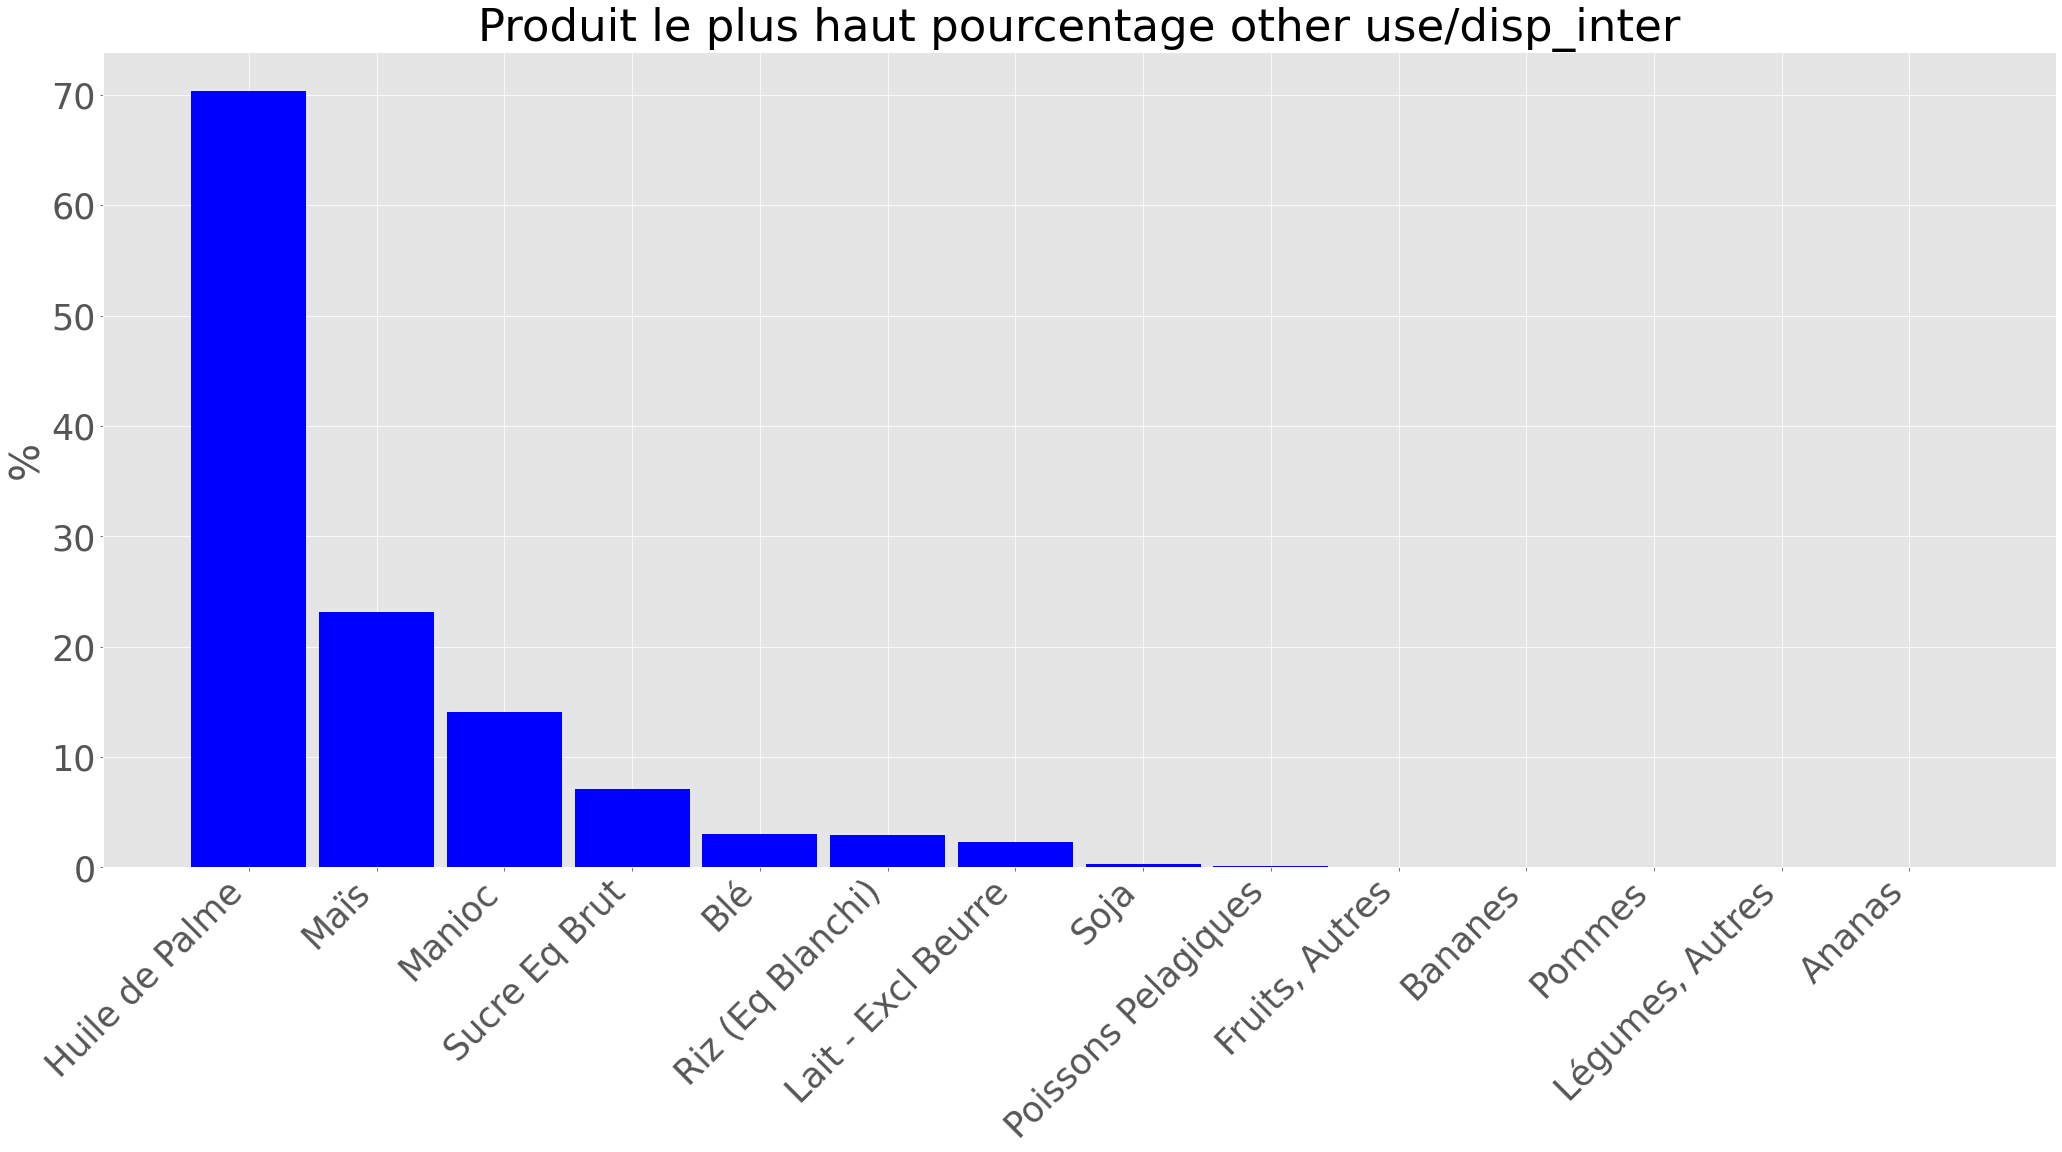 Produit le plus haut pourcentage other use/disp_inter
%
70
60
50
40
30
20
10
0
Huile de Palme
Maïs
Manioc
Sucre Eq Brut
Blé
Riz (Eq Blanchi)
Lait - Excl Beurre
Soja
Poissons Pelagiques
Fruits, Autres
Bananes
Pommes
Légumes, Autres
Ananas